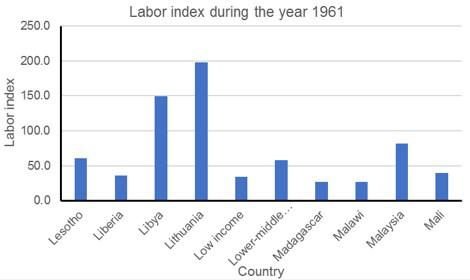 Labor index during the year 1961
250.0
200.0
150.0
100.0
50.0
0.0
Labor index
Lesotho
Liberia
Libya
Lithuania
Low income
Lower-middle…
Madagascar
Malawi
Malaysia
Mali
Country